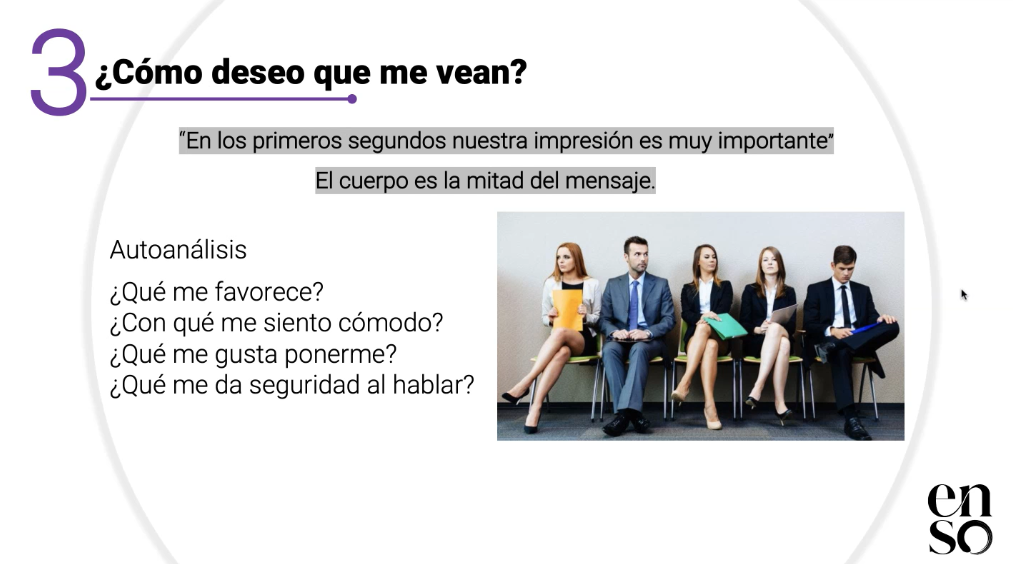 3 ¿Cómo deseo que me vean?
“En los primeros segundos nuestra impresión es muy importante”
El cuerpo es la mitad del mensaje.
Autoanálisis
¿Qué me favorece?
¿Con qué me siento cómodo?
¿Qué me gusta ponerme?
¿Qué me da seguridad al hablar?
en
so